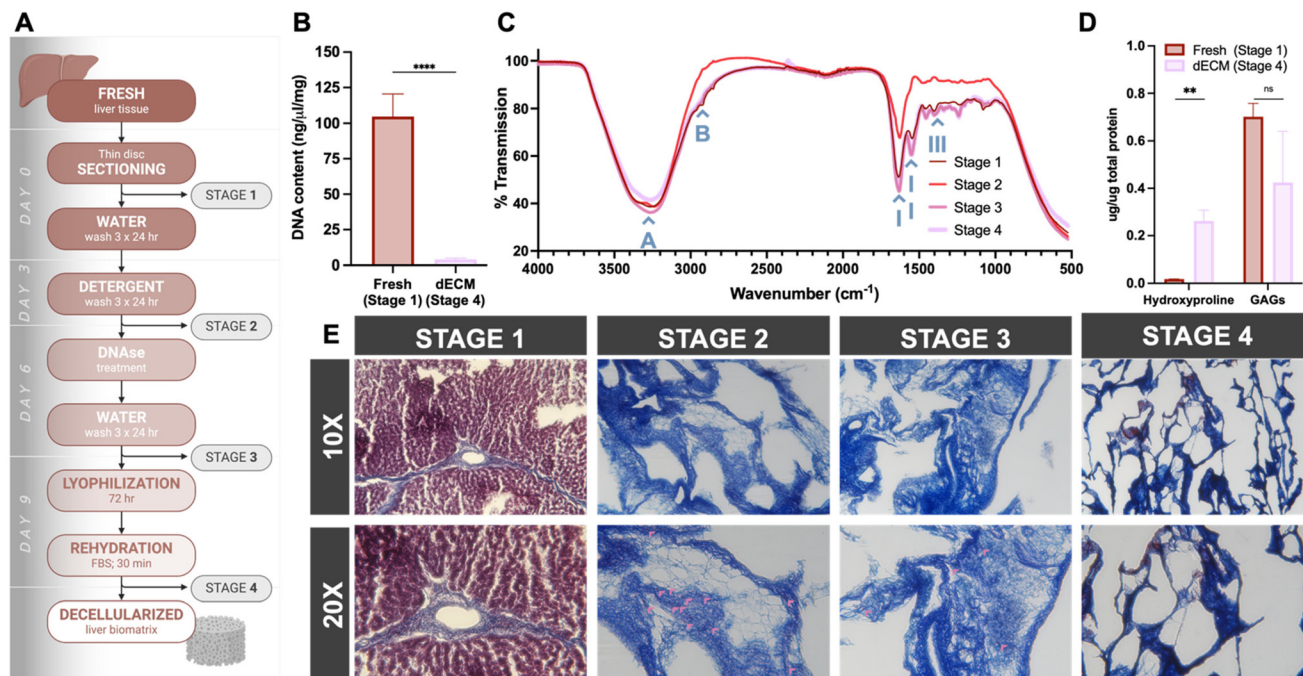 A
FRESH
liver tissue
DAY 0
Thin disc
SECTIONING
STAGE 1
WATER
wash 3 x 24 hr
DAY 3
DETERGENT
wash 3 x 24hr
STAGE 2
DAY 6
DNAse
treatment
WATER
wash 3 x 24 hr
STAGE 3
DAY 9
LYOPHILIZATION
72 hr
REHYDRATION
FBS; 30 min
STAGE 4
DECELLULARIZED
liver biomatrix
B
DNA content (ng/µl/mg)
150
125
100
75
50
25
0
****
Fresh
(Stage 1)
dECM
(Stage 4)
C
% Transmission
100
80
60
40
20
A
B
I
I
I
III
Stage 1
Stage 2
Stage 3
Stage 4
4000
3500
3000
2500
2000
1500
1000
500
Wavenumber (cm-1)
D
Fresh (Stage 1)
dECM (Stage 4)
ug/ug total protein
1.0
0.8
0.6
0.4
0.2
0.0
**
ns
Hydroxyproline
GAGs
E
STAGE 1
STAGE 2
STAGE 3
STAGE 4
10X
20X